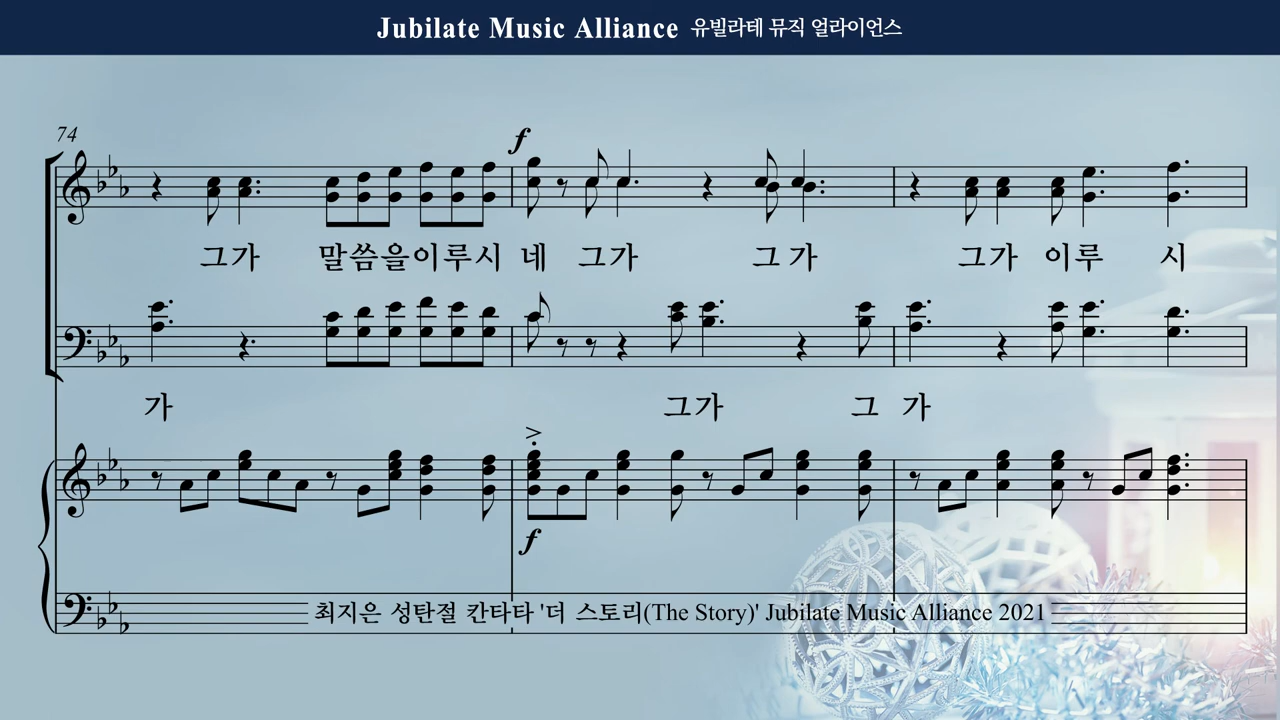 Jubilate Music Alliance 유빌라테 뮤직 얼라이언스
74
f
그가 말씀을이루시 네 그가 그 가 그가 이루 시
가 그가 그 가
f
최지은 성탄절 칸타타 '더 스토리(The Story)' Jubilate Music Alliance 2021